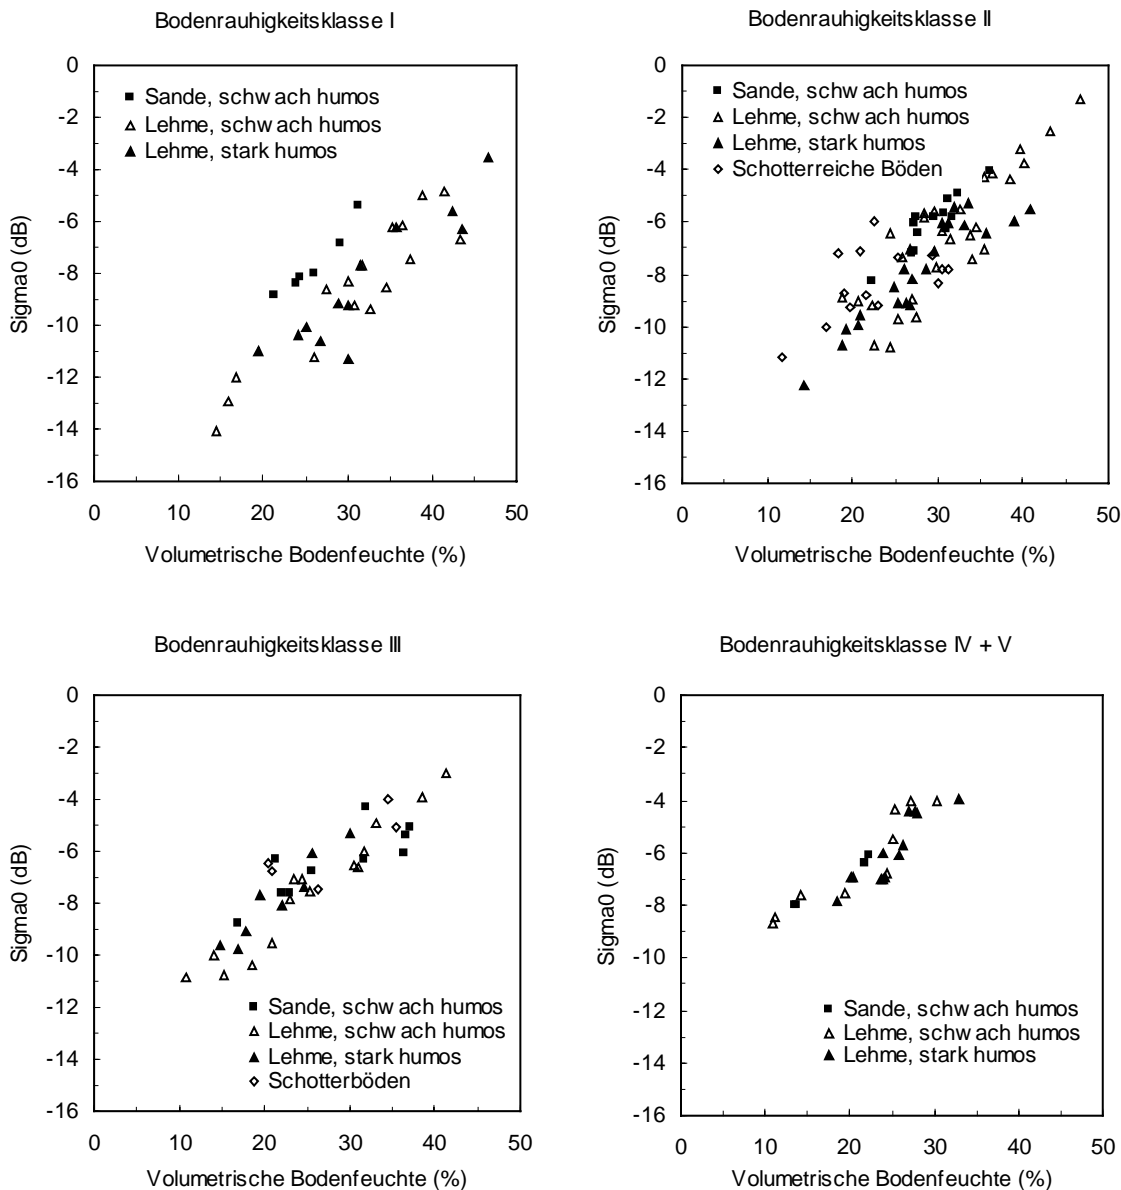 Bodenrauhigkeitsklasse I
0
-2
-4
-6
-8
-10
-12
-14
-16
Sigma0 (dB)
Sande, schw ach humos
Lehme, schw ach humos
Lehme, stark humos
0 10 20 30 40 50
Volumetrische Bodenfeuchte (%)
Bodenrauhigkeitsklasse II
0
-2
-4
-6
-8
-10
-12
-14
-16
Sigma0 (dB)
Sande, schw ach humos
Lehme, schw ach humos
Lehme, stark humos
Schotterreiche Böden
0 10 20 30 40 50
Volumetrische Bodenfeuchte (%)
Bodenrauhigkeitsklasse III
0
-2
-4
-6
-8
-10
-12
-14
-16
Sigma0 (dB)
Sande, schw ach humos
Lehme, schw ach humos
Lehme, stark humos
Schotterböden
0 10 20 30 40 50
Volumetrische Bodenfeuchte (%)
Bodenrauhigkeitsklasse IV + V
0
-2
-4
-6
-8
-10
-12
-14
-16
Sigma0 (dB)
Sande, schw ach humos
Lehme, schw ach humos
Lehme, stark humos
0 10 20 30 40 50
Volumetrische Bodenfeuchte (%)